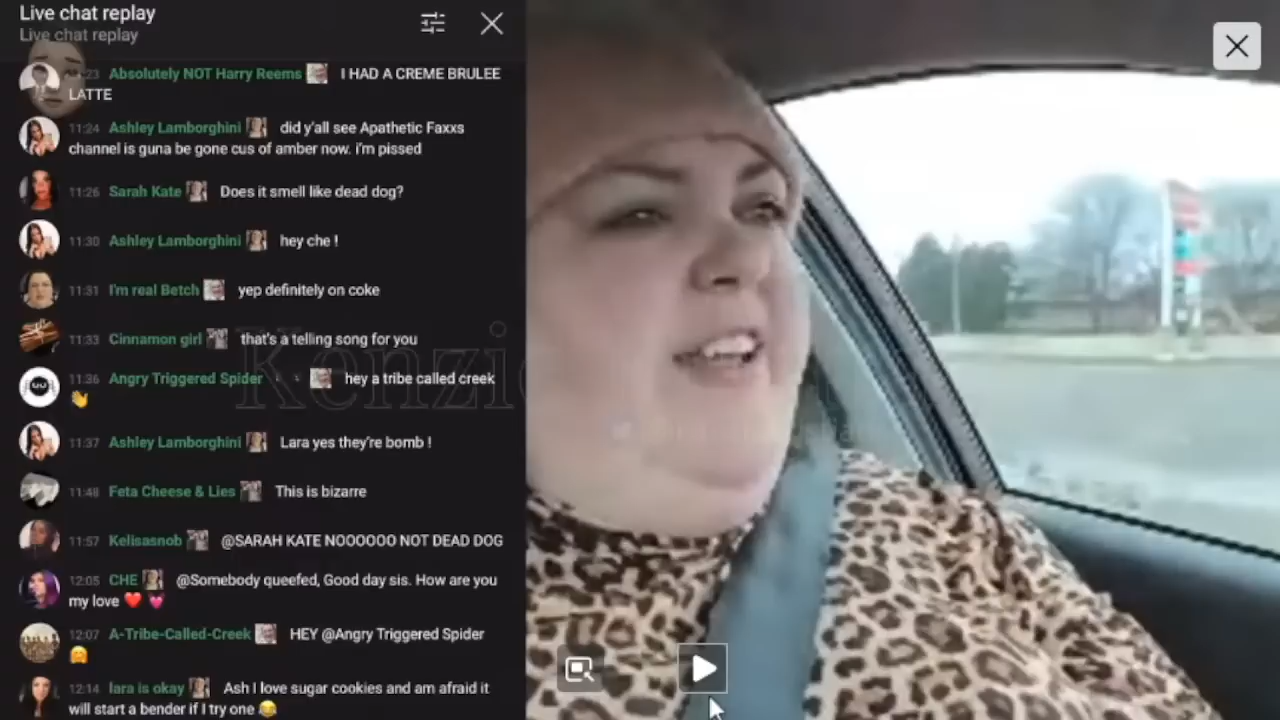 Live chat replay
Live chat replay
Absolutely NOT Harry Reems I HAD A CREME BRULEE
LATTE
11:24 Ashley Lamborghini did y'all see Apathetic Faxxs
channel is guna be gone cus of amber now. i'm pissed
11:26 Sarah Kate Does it smell like dead dog?
11:30 Ashley Lamborghini hey che !
11:31 I'm real Betch yep definitely on coke
11:33 Cinnamon girl that's a telling song for you
Kenzie
11:36 Angry Triggered Spider hey a tribe called creek
👋
11:37 Ashley Lamborghini Lara yes they're bomb !
11:48 Feta Cheese & Lies This is bizarre
11:57 Kelisasnob @SARAH KATE NOOOOOO NOT DEAD DOG
12:05 CHE @Somebody queefed, Good day sis. How are you
my love ❤️ 💓
12:07 A-Tribe-Called-Creek HEY @Angry Triggered Spider
🤗
12:14 lara is okay Ash I love sugar cookies and am afraid it
will start a bender if I try one 😂